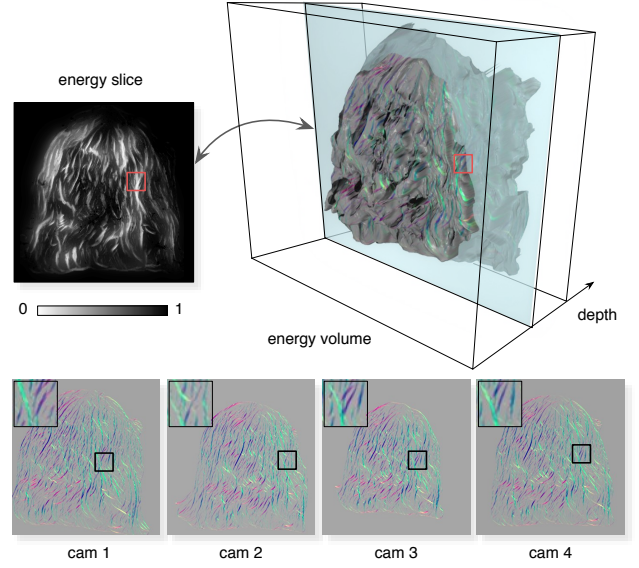 energy slice
0
1
energy volume
depth
cam 1
cam 2
cam 3
cam 4